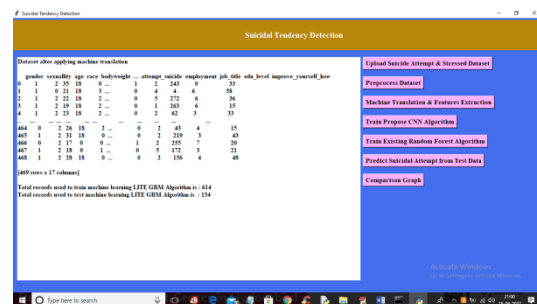 Suicidal Tendency Detection
Suicidal Tendency Detection
Dataset after applying machine translation
gender sexuality age race bodyweight ... attempt_suicide employment job_title edu_level improve_yourself_how
0 1 2 35 18 0 ... 1 2 243 0 33
1 1 0 21 18 3 ... 0 4 4 6 58
2 1 2 22 18 2 ... 0 5 272 6 36
3 1 2 19 18 2 ... 0 1 263 6 15
4 1 2 23 18 2 ... 0 2 62 3 33
.. ... ... ... ... ... ... ... ... ... ...
464 0 2 26 18 2 ... 0 2 43 4 15
465 1 2 31 18 0 ... 0 2 219 3 43
466 0 2 17 0 0 ... 1 2 255 7 20
467 1 2 18 0 1 ... 0 5 172 3 21
468 1 2 28 18 0 ... 0 2 156 4 48
[469 rows x 17 columns]
Total records used to train machine learning LITE GBM Algorithm is : 614
Total records used to test machine learning LITE GBM Algorithm is : 154
Upload Suicide Attempt & Stressed Dataset
Preprocess Dataset
Machine Translation & Features Extraction
Train Propose CNN Algorithm
Train Existing Random Forest Algorithm
Predict Suicidal Attempt from Test Data
Comparison Graph
Activate Windows
Go to Settings to activate Windows.
Type here to search
21:00